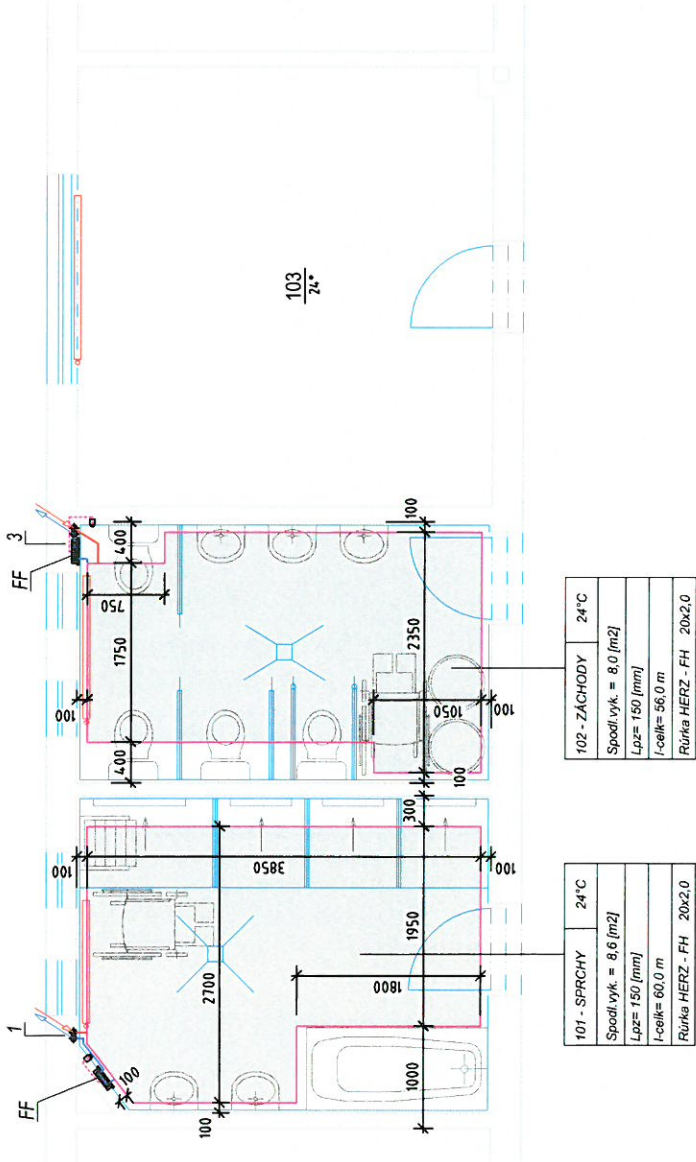 FF
1
FF
3
103
24°
100
400
1750
400
100
750
2350
1050
100
100
100
3850
300
100
100
2700
1950
1800
1000
100
101 - SPRCHY 24°C
Spodl.vyk. = 8,6 [m2]
Lpz= 150 [mm]
l-celk= 60,0 m
Rúrka HERZ - FH 20x2,0
102 - ZÁCHODY 24°C
Spodl.vyk. = 8,0 [m2]
Lpz= 150 [mm]
l-celk= 56,0 m
Rúrka HERZ - FH 20x2,0